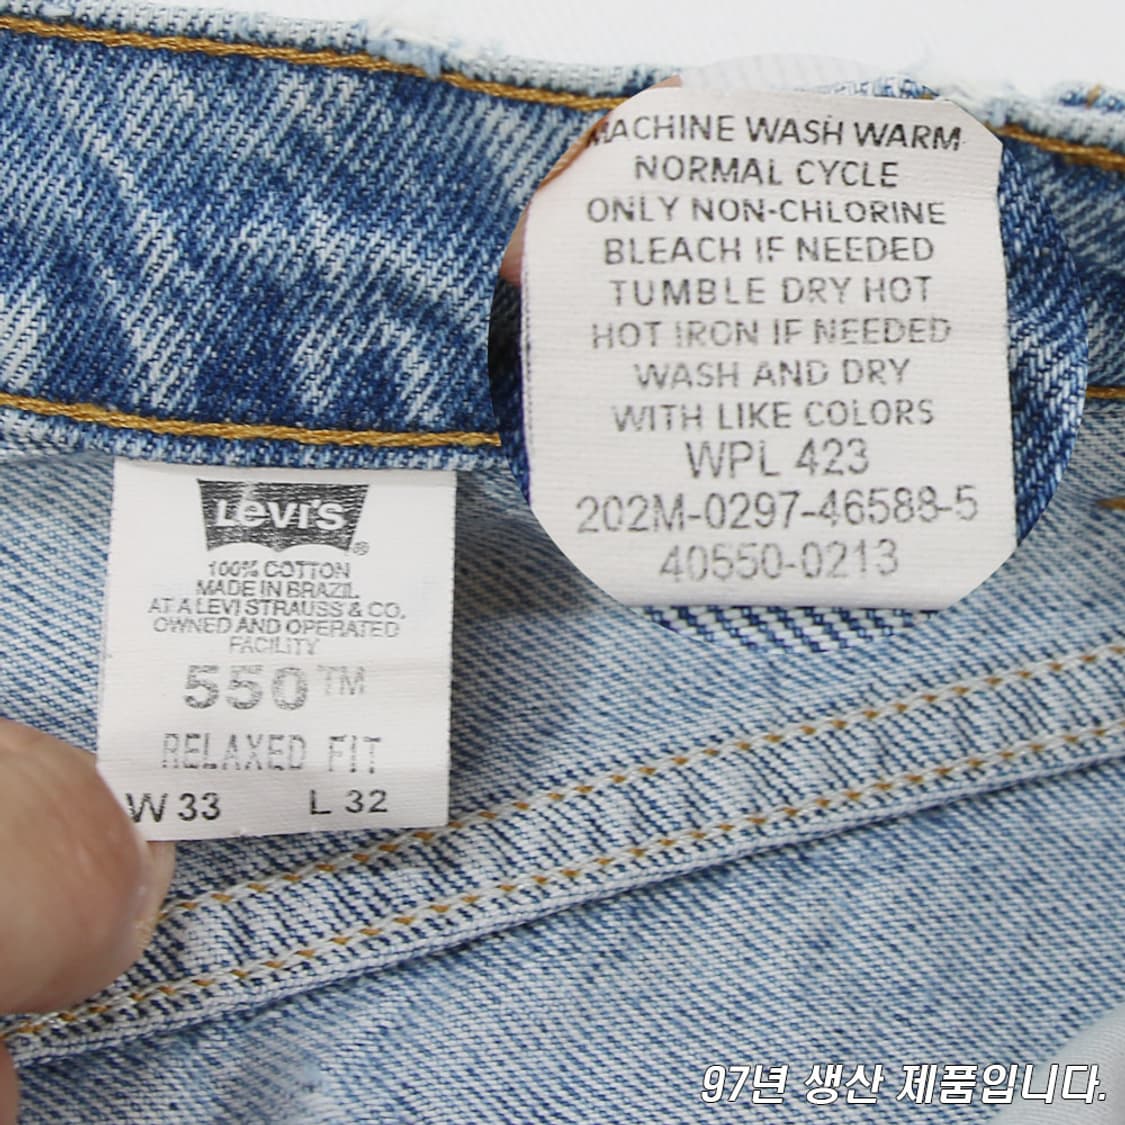 MACHINE WASH WARM
NORMAL CYCLE
ONLY NON-CHLORINE
BLEACH IF NEEDED
TUMBLE DRY HOT
HOT IRON IF NEEDED
WASH AND DRY
WITH LIKE COLORS
WPL 423
202M-0297-46588-5
40550-0213
LEVI'S®
100% COTTON
MADE IN BRAZIL
AT A LEVI STRAUSS & CO.
OWNED AND OPERATED
FACILITY
550™
RELAXED FIT
W 33 L 32
97년 생산 제품입니다.